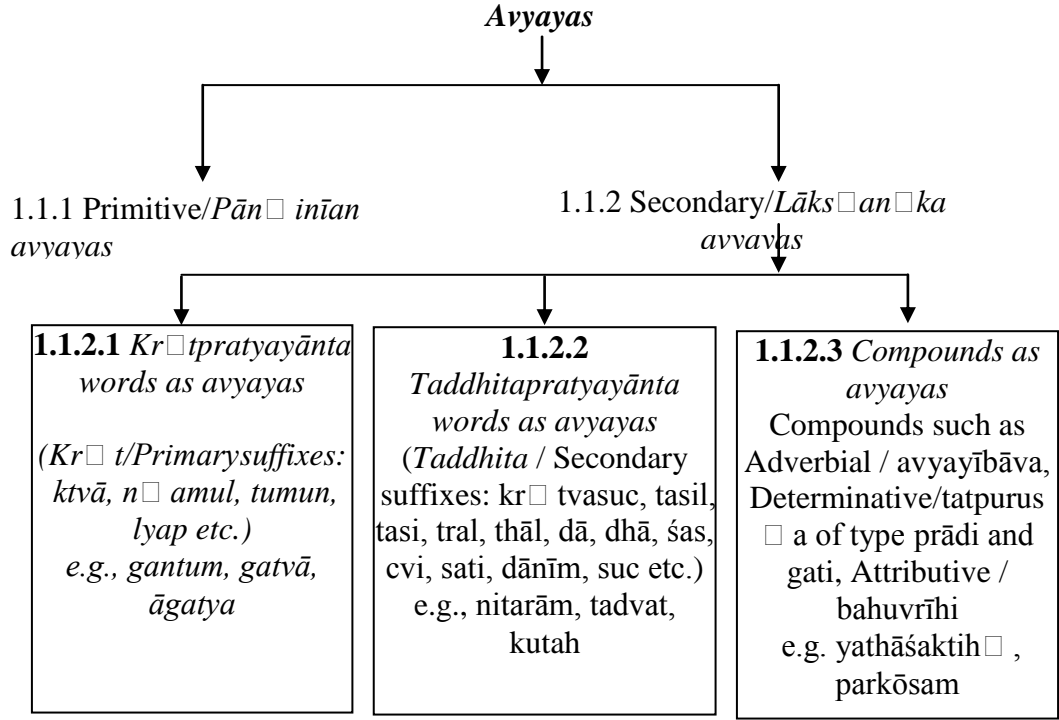 Avyayas
1.1.1 Primitive/Pān□ inīan
avyayas
1.1.2 Secondary/Lāks□an□ka
avyayas
1.1.2.1 Kr□tpratyayānta
words as avyayas
(Kr□ t/Primarysuffixes:
ktvā, n□ amul, tumun,
lyap etc.)
e.g., gantum, gatvā,
āgatya
1.1.2.2
Taddhitapratyayānta
words as avyayas
(Taddhita / Secondary
suffixes: kr□ tvasuc, tasil,
tasi, tral, thāl, dā, dhā, śas,
cvi, sati, dānīm, suc etc.)
e.g., nitarām, tadvat,
kutah
1.1.2.3 Compounds as
avyayas
Compounds such as
Adverbial / avyayībāva,
Determinative/tatpurus
□ a of type prādi and
gati, Attributive /
bahuvrīhi
e.g. yathāśaktih□ ,
parkōsam